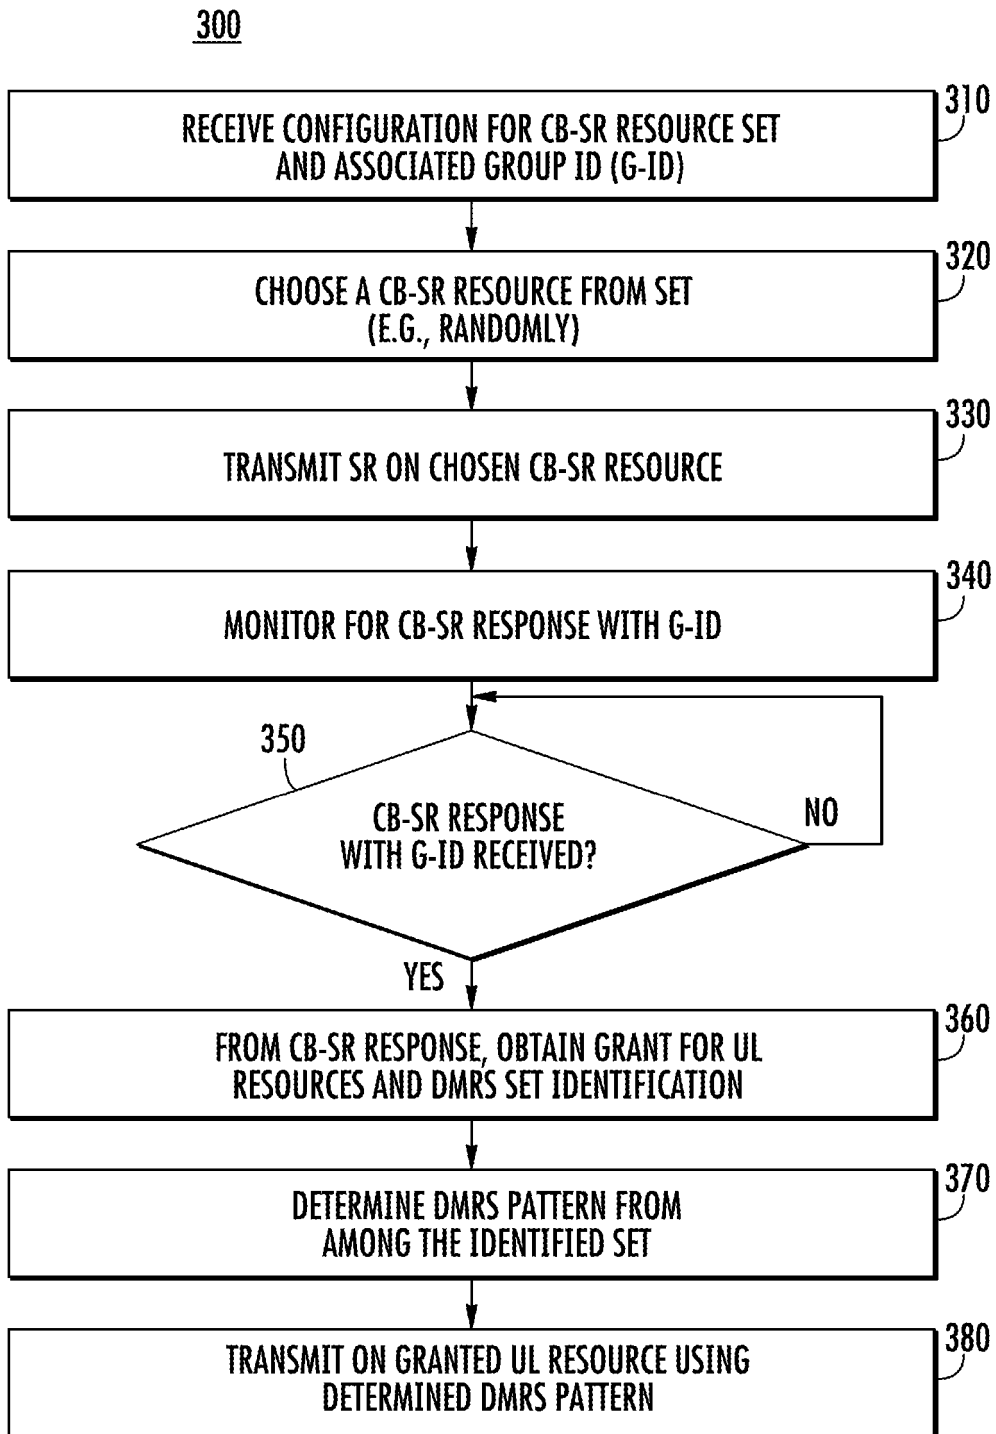 300
310
RECEIVE CONFIGURATION FOR CB-SR RESOURCE SET
AND ASSOCIATED GROUP ID (G-ID)
320
CHOOSE A CB-SR RESOURCE FROM SET
(E.G., RANDOMLY)
330
TRANSMIT SR ON CHOSEN CB-SR RESOURCE
340
MONITOR FOR CB-SR RESPONSE WITH G-ID
350
CB-SR RESPONSE
WITH G-ID RECEIVED?
NO
YES
360
FROM CB-SR RESPONSE, OBTAIN GRANT FOR UL
RESOURCES AND DMRS SET IDENTIFICATION
370
DETERMINE DMRS PATTERN FROM
AMONG THE IDENTIFIED SET
380
TRANSMIT ON GRANTED UL RESOURCE USING
DETERMINED DMRS PATTERN